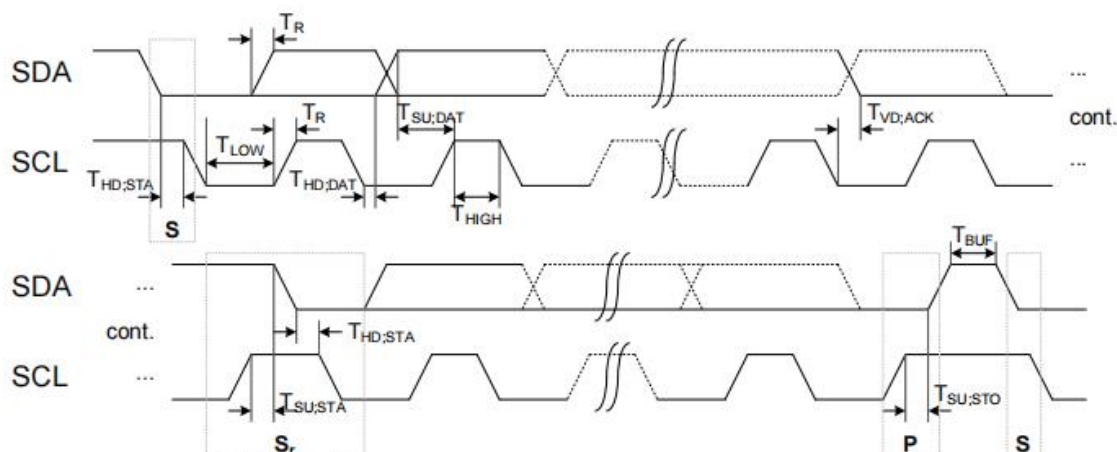 T_R
SDA ...
T_SU;DAT T_VD;ACK
T_R cont.
T_LOW
SCL ...
T_HD;STA T_HD;DAT
T_HIGH
S
T_BUF
SDA ...
cont. T_HD;STA
SCL ...
T_SU;STA T_SU;STO
S_r P S